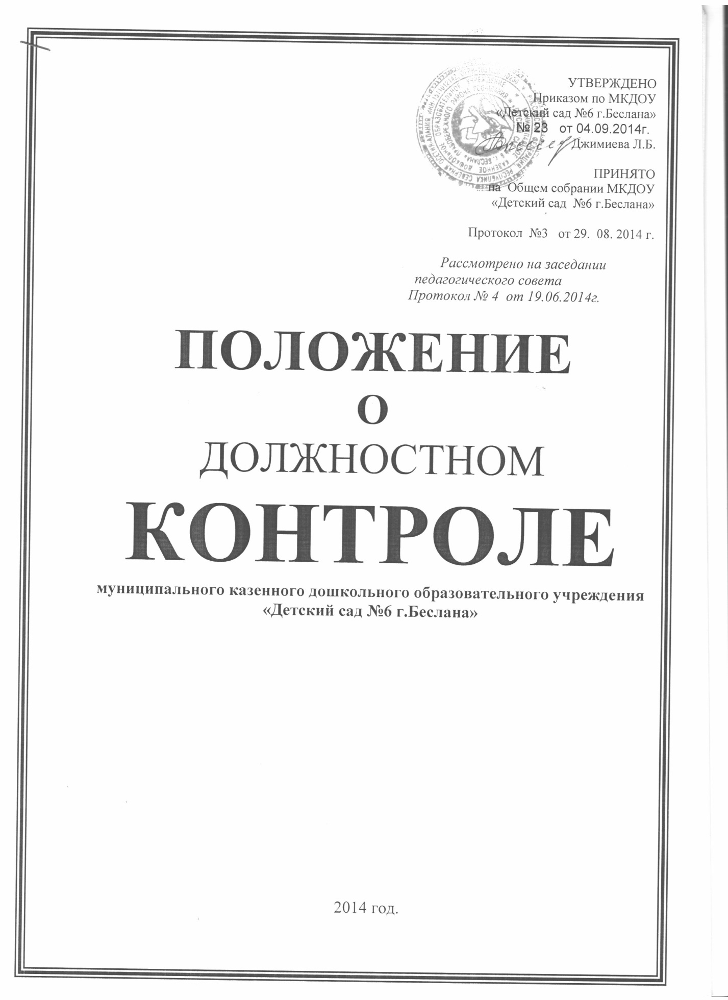 УТВЕРЖДЕНО
Приказом по МКДОУ
«Детский сад №6 г.Беслана»
№ 23 от 04.09.2014г.
Джимиева Л.Б.
ПРИНЯТО
на Общем собрании МКДОУ
«Детский сад №6 г.Беслана»
Протокол №3 от 29. 08. 2014 г.
Рассмотрено на заседании
педагогического совета
Протокол № 4 от 19.06.2014г.
ПОЛОЖЕНИЕ
О
ДОЛЖНОСТНОМ
КОНТРОЛЕ
муниципального казенного дошкольного образовательного учреждения
«Детский сад №6 г.Беслана»
2014 год.